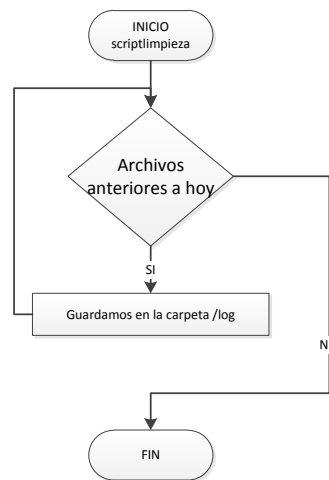 INICIO
scriptlimpieza
Archivos
anteriores a hoy
SI
Guardamos en la carpeta /log
N
FIN